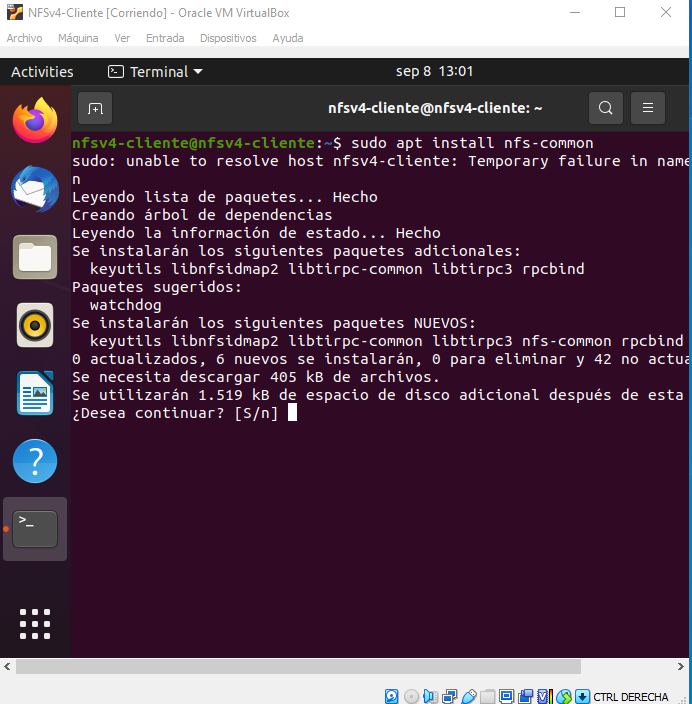 NFSv4-Cliente [Corriendo] - Oracle VM VirtualBox
Archivo Máquina Ver Entrada Dispositivos Ayuda
Activities Terminal sep 8 13:01
nfsv4-cliente@nfsv4-cliente: ~
nfsv4-cliente@nfsv4-cliente:~$ sudo apt install nfs-common
sudo: unable to resolve host nfsv4-cliente: Temporary failure in name
n
Leyendo lista de paquetes... Hecho
Creando árbol de dependencias
Leyendo la información de estado... Hecho
Se instalarán los siguientes paquetes adicionales:
keyutils libnfsidmap2 libtirpc-common libtirpc3 rpcbind
Paquetes sugeridos:
watchdog
Se instalarán los siguientes paquetes NUEVOS:
keyutils libnfsidmap2 libtirpc-common libtirpc3 nfs-common rpcbind
0 actualizados, 6 nuevos se instalarán, 0 para eliminar y 42 no actua
Se necesita descargar 405 kB de archivos.
Se utilizarán 1.519 kB de espacio de disco adicional después de esta
¿Desea continuar? [S/n]
>_
CTRL DERECHA